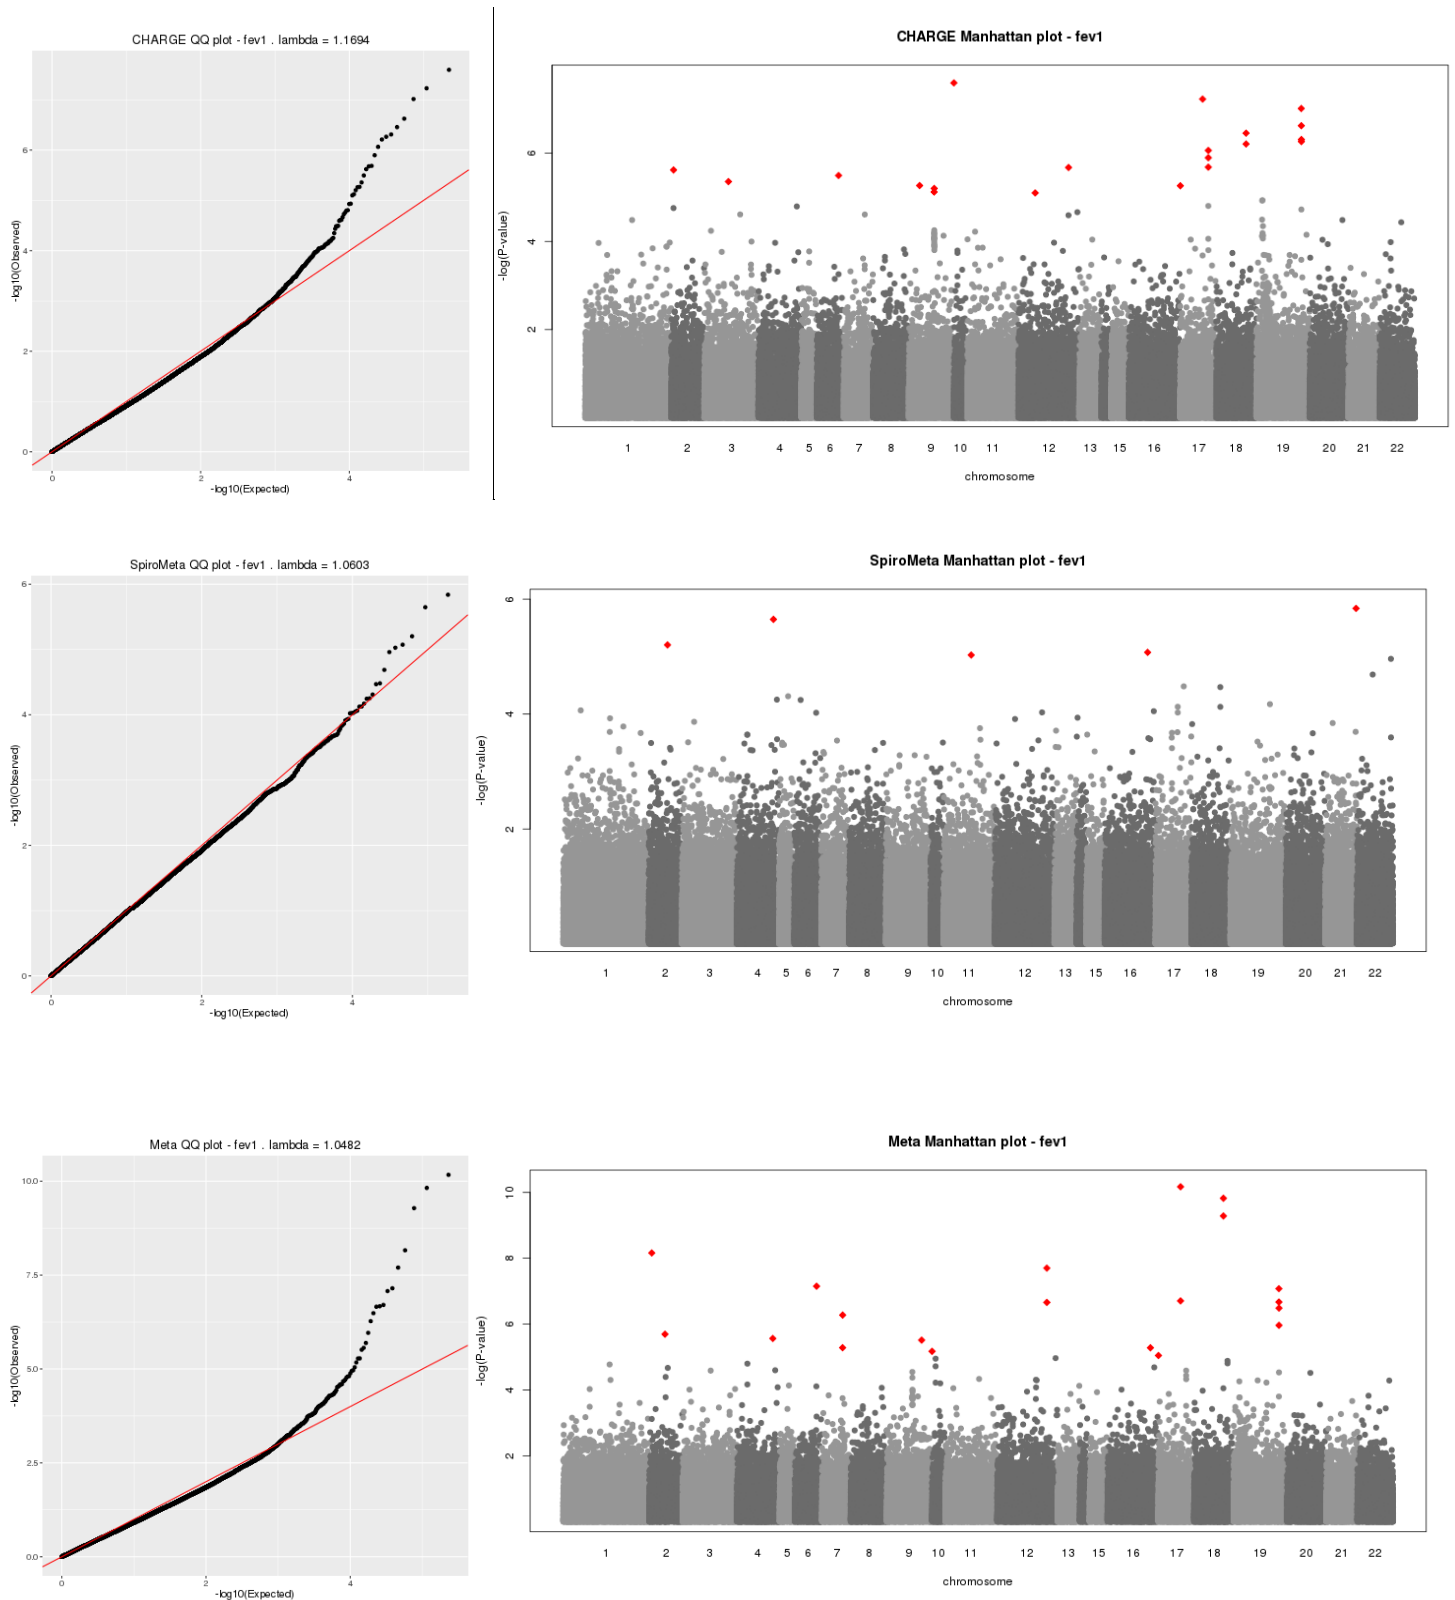 CHARGE QQ plot - fev1 . lambda = 1.1694
-log10(Observed)
6
4
2
0
0 2 4
-log10(Expected)
CHARGE Manhattan plot - fev1
-log(P-value)
6
4
2
1 2 3 4 5 6 7 8 9 10 11 12 13 15 16 17 18 19 20 21 22
chromosome
SpiroMeta QQ plot - fev1 . lambda = 1.0603
-log10(Observed)
6
4
2
0
0 2 4
-log10(Expected)
SpiroMeta Manhattan plot - fev1
-log(P-value)
6
4
2
1 2 3 4 5 6 7 8 9 10 11 12 13 15 16 17 18 19 20 21 22
chromosome
Meta QQ plot - fev1 . lambda = 1.0482
-log10(Observed)
10.0
7.5
5.0
2.5
0.0
0 2 4
-log10(Expected)
Meta Manhattan plot - fev1
-log(P-value)
10
8
6
4
2
1 2 3 4 5 6 7 8 9 10 11 12 13 15 16 17 18 19 20 21 22
chromosome